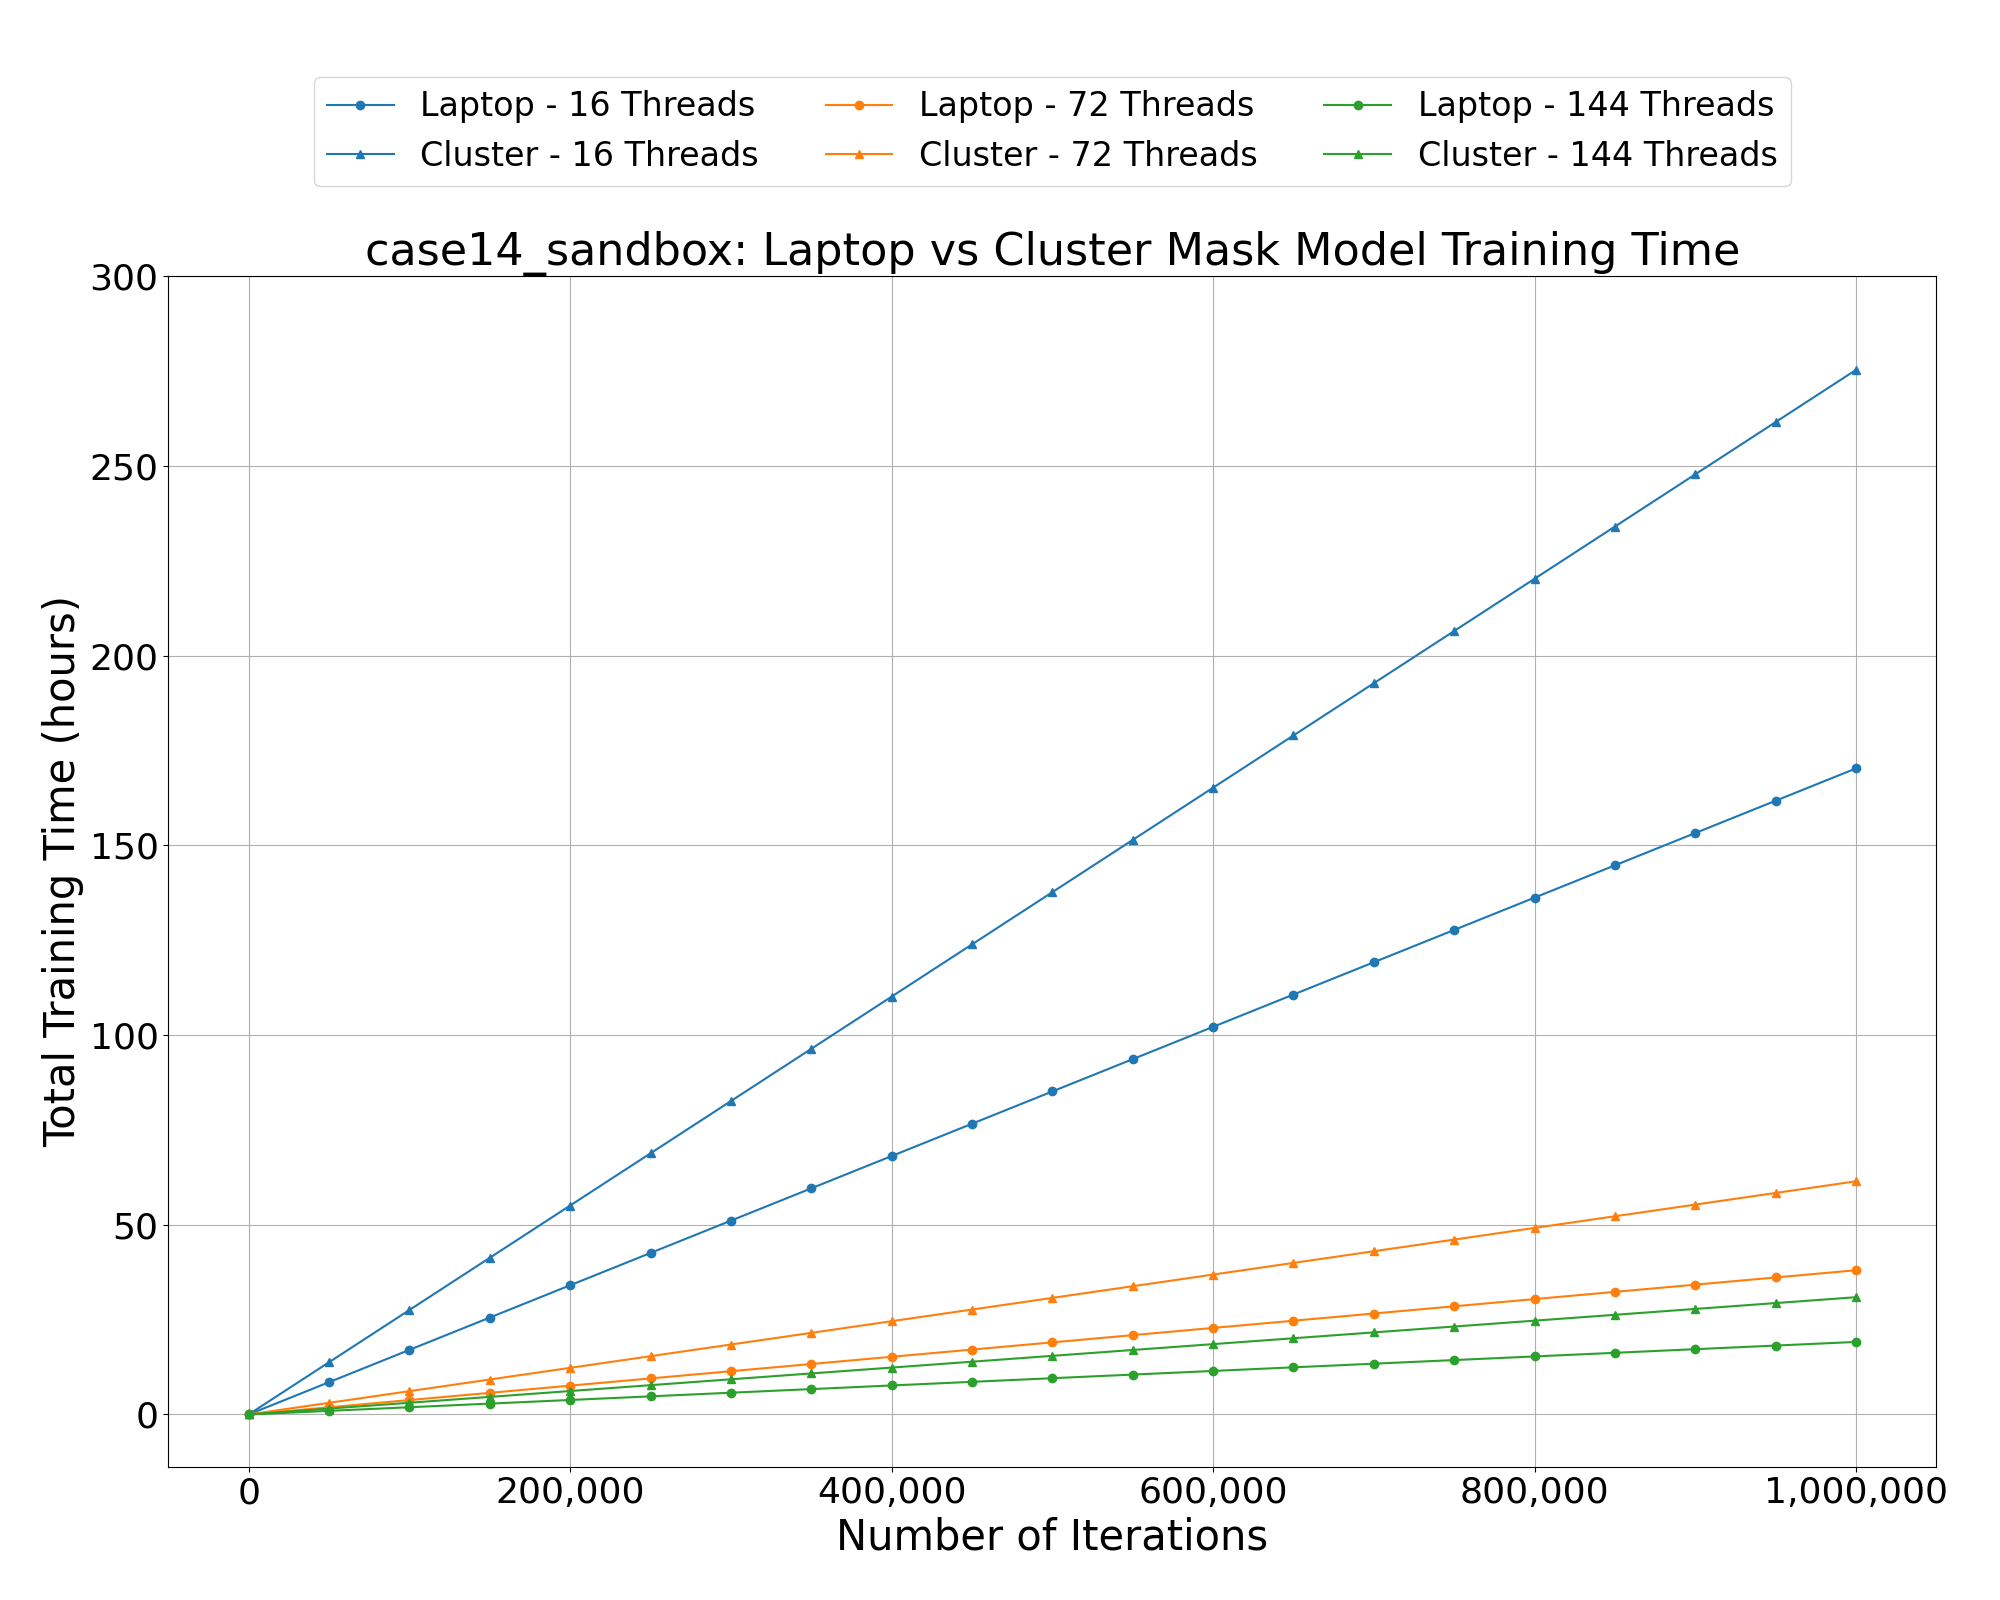 Laptop - 16 Threads
Cluster - 16 Threads
Laptop - 72 Threads
Cluster - 72 Threads
Laptop - 144 Threads
Cluster - 144 Threads
case14_sandbox: Laptop vs Cluster Mask Model Training Time
Total Training Time (hours)
300
250
200
150
100
50
0
0
200,000
400,000
600,000
800,000
1,000,000
Number of Iterations